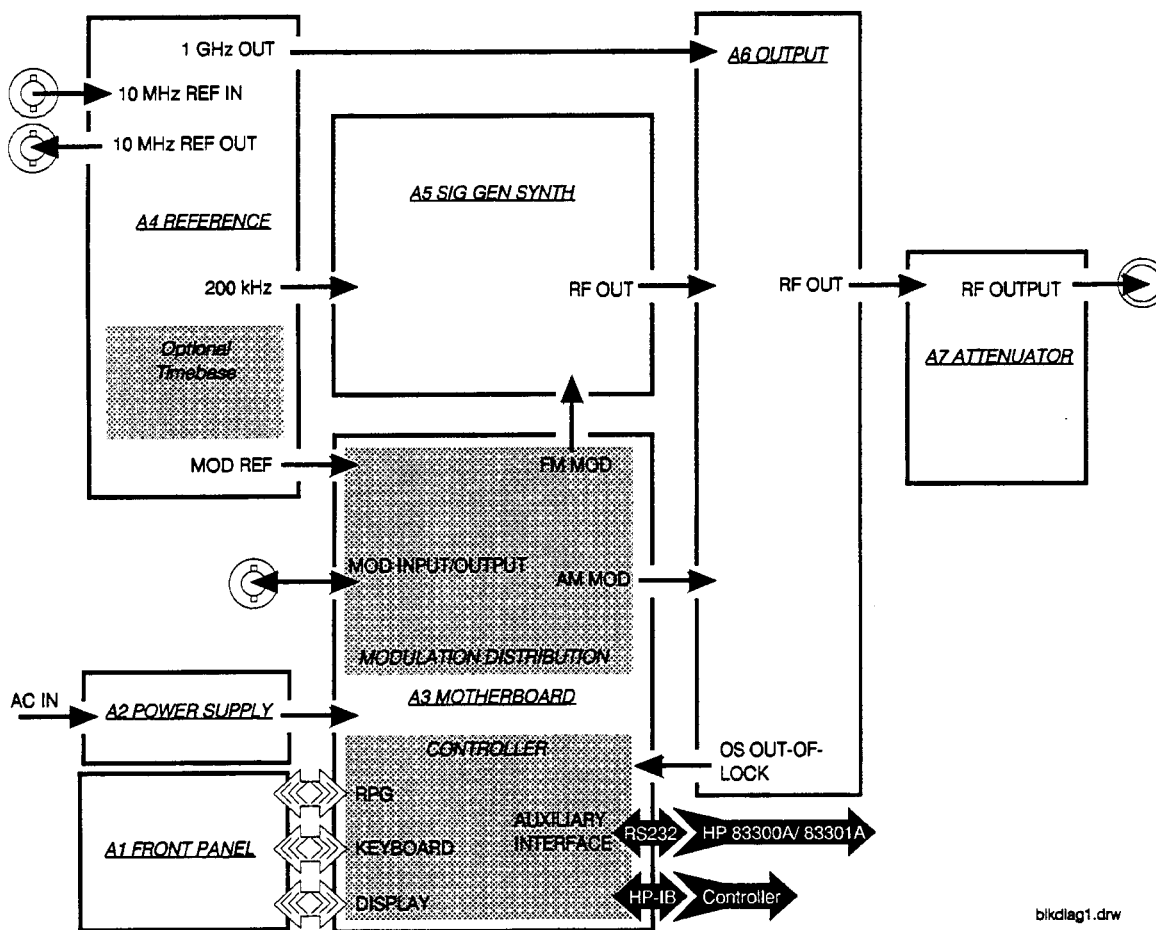 1 GHz OUT
A6 OUTPUT
10 MHz REF IN
10 MHz REF OUT
A5 SIG GEN SYNTH
A4 REFERENCE
200 kHz
RF OUT
RF OUT
RF OUTPUT
Optional
Timebase
A7 ATTENUATOR
MOD REF
FM MOD
MOD INPUT/OUTPUT
AM MOD
MODULATION DISTRIBUTION
AC IN
A2 POWER SUPPLY
A3 MOTHERBOARD
CONTROLLER
OS OUT-OF-
LOCK
RPG
AUXILIARY
INTERFACE
RS232
HP 83300A/ 83301A
A1 FRONT PANEL
KEYBOARD
DISPLAY
HP-IB
Controller
blkdiag1.drw